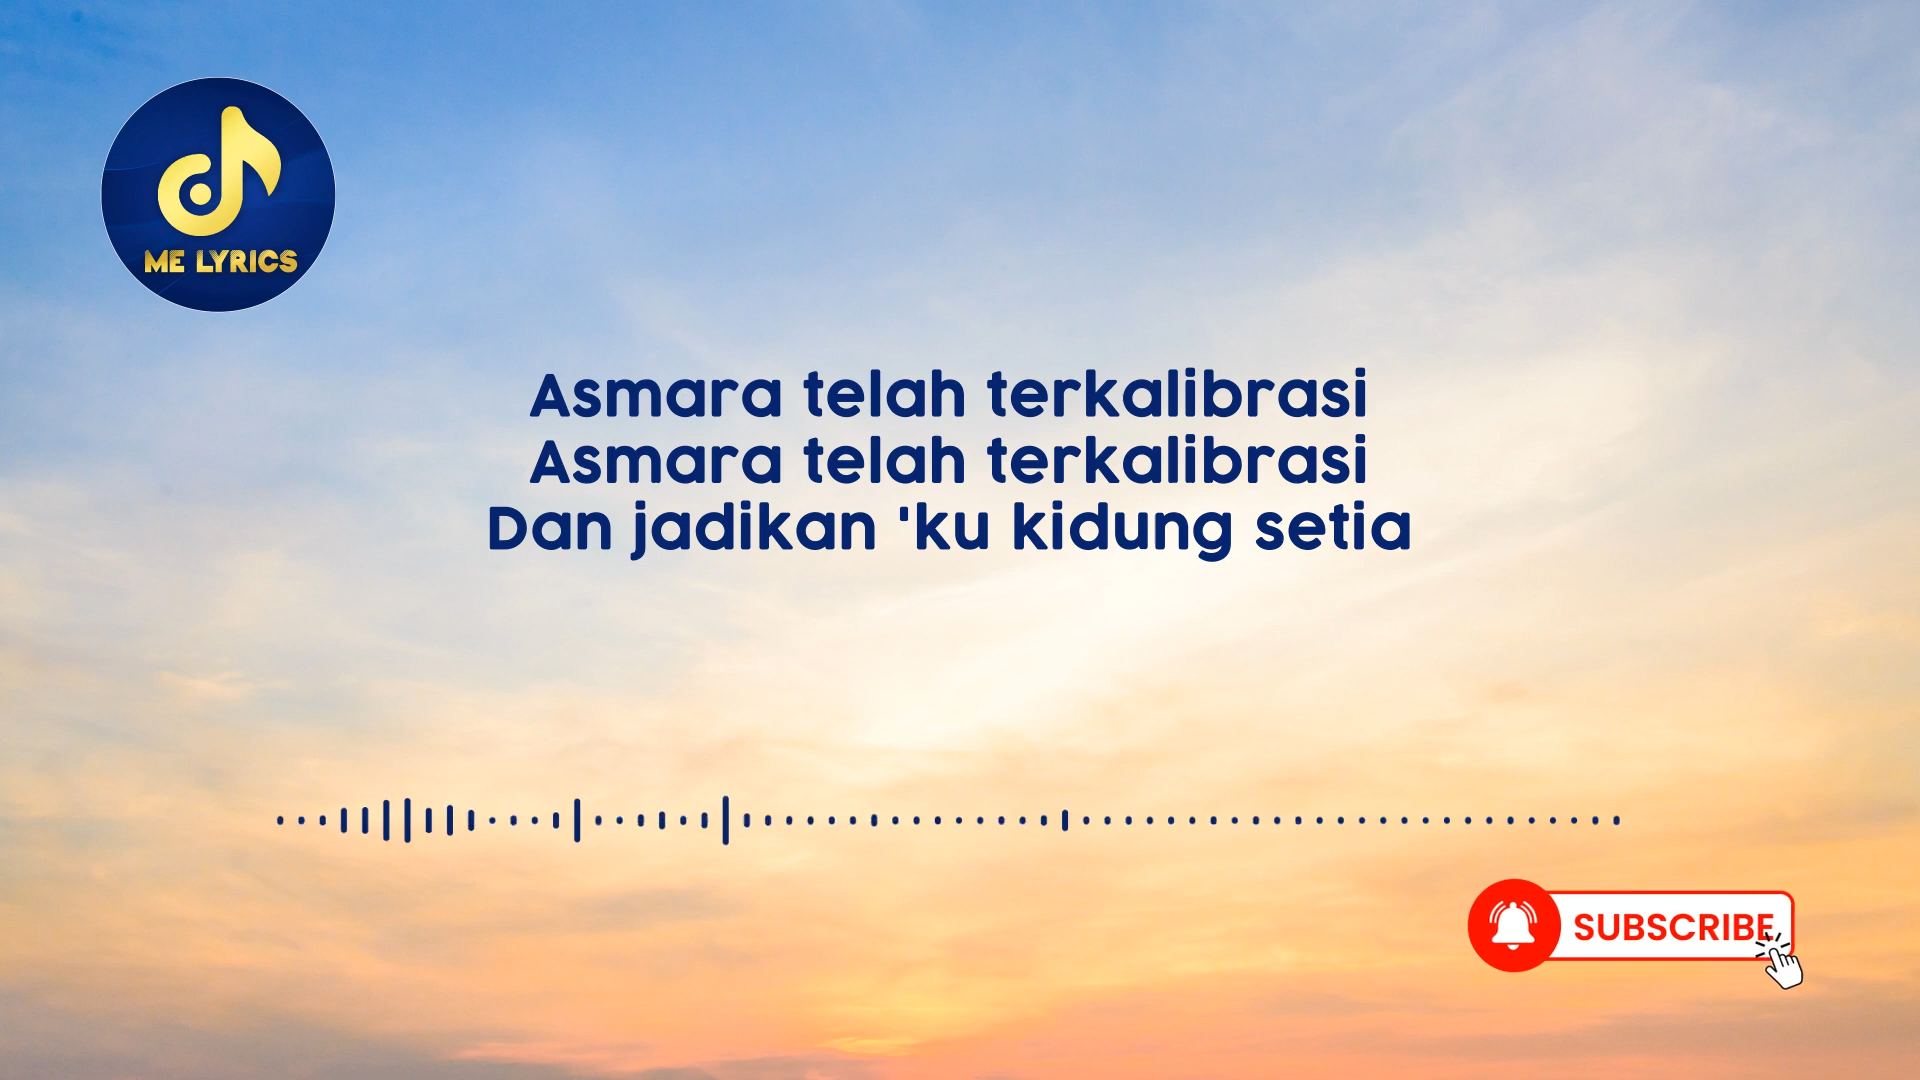 ME LYRICS
Asmara telah terkalibrasi
Asmara telah terkalibrasi
Dan jadikan 'ku kidung setia
SUBSCRIBE